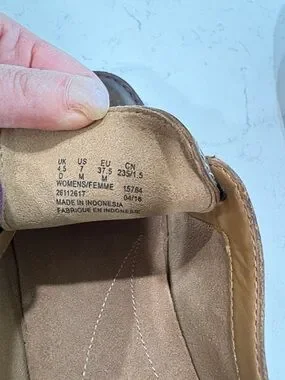 UK US EU CN
4.5 7 37.5 235/1.5
D M M
WOMENS/FEMME 15784
26112617 04/16
MADE IN INDONESIA
FABRIQUE EN INDONESIE